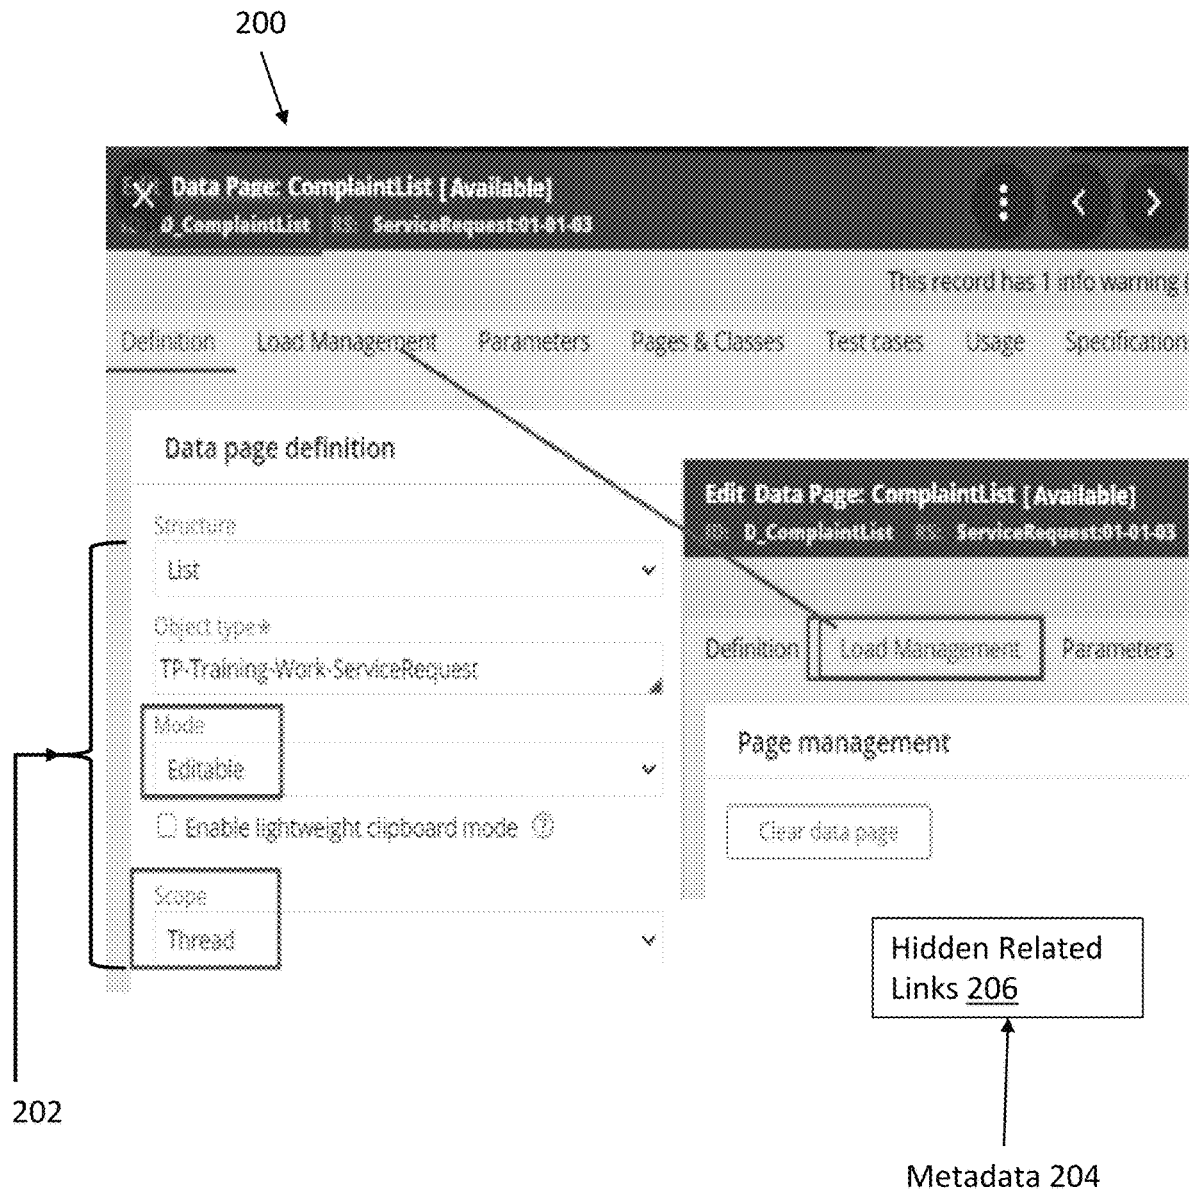 200
Data Page: ComplaintList [Available]
D_ComplaintList RS: ServiceRequest:01-01-03
This record has 1 info warning
Definition Load Management Parameters Pages & Classes Test cases Usage Specification
Data page definition
Structure
List
Object type*
TP-Training-Work-ServiceRequest
Mode
Editable
Enable lightweight clipboard mode ?
Scope
Thread
Edit Data Page: ComplaintList [Available]
D_ComplaintList RS: ServiceRequest:01-01-03
Definition Load Management Parameters
Page management
Clear data page
Hidden Related
Links 206
202
Metadata 204